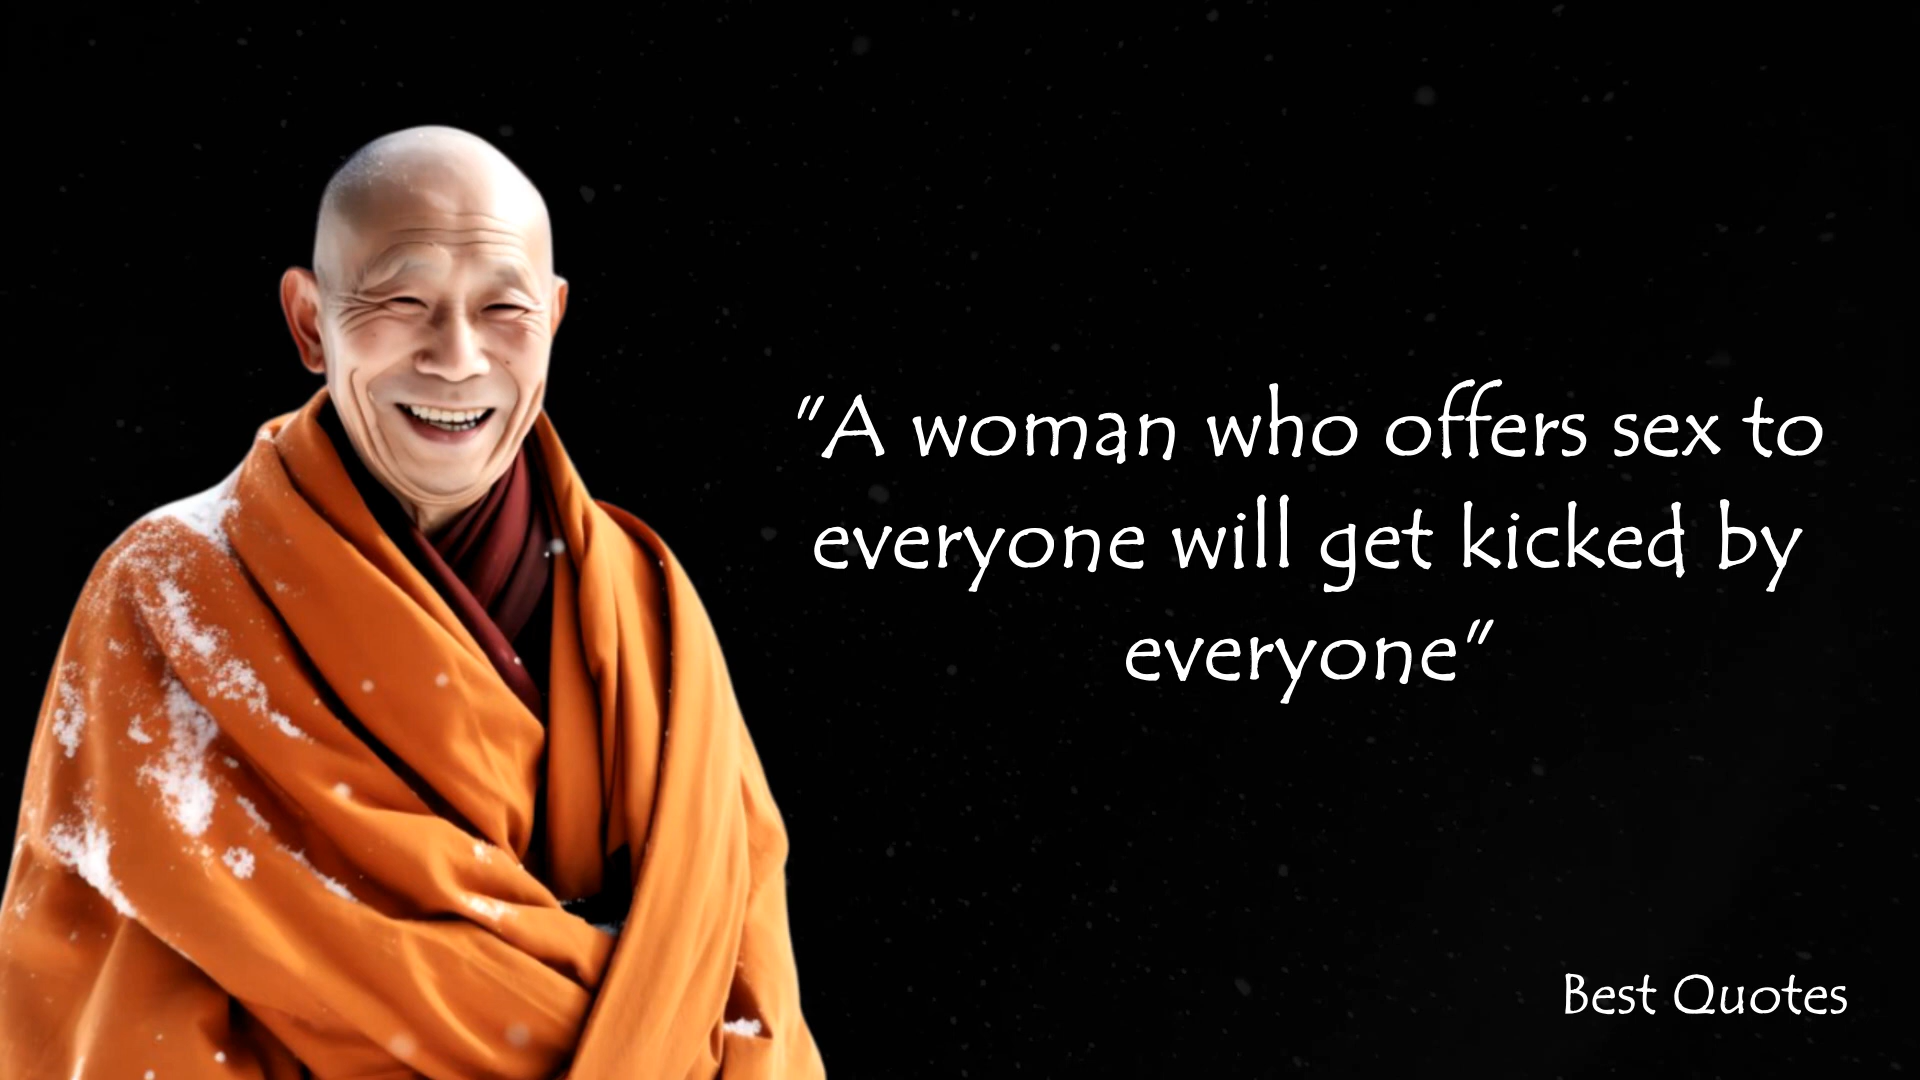 "A woman who offers sex to
everyone will get kicked by
everyone"
Best Quotes